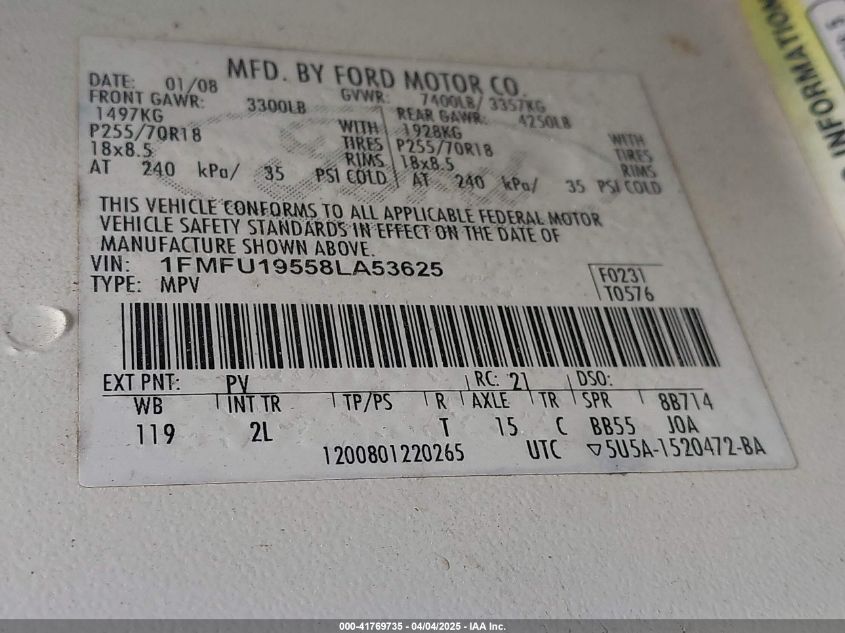 MFD. BY FORD MOTOR CO.
DATE: 01/08 GVWR: 7400LB/ 3357KG
FRONT GAWR: 3300LB REAR GAWR: 4250LB
1497KG WITH 1928KG WITH
P255/70R18 TIRES P255/70R18 TIRES
18x8.5 RIMS 18x8.5 RIMS
AT 240 kPa/ 35 PSI COLD AT 240 kPa/ 35 PSI COLD
THIS VEHICLE CONFORMS TO ALL APPLICABLE FEDERAL MOTOR
VEHICLE SAFETY STANDARDS IN EFFECT ON THE DATE OF
MANUFACTURE SHOWN ABOVE.
VIN: 1FMFU19558LA53625 F0231
TYPE: MPV T0576
EXT PNT: PV RC: 21 DSO:
WB INT TR TP/PS R AXLE TR SPR 8B714
119 2L T 15 C BB55 J0A
1200801220265 UTC ▽5U5A-1520472-BA
INFORMATION
000-41769735 - 04/04/2025 - IAA Inc.